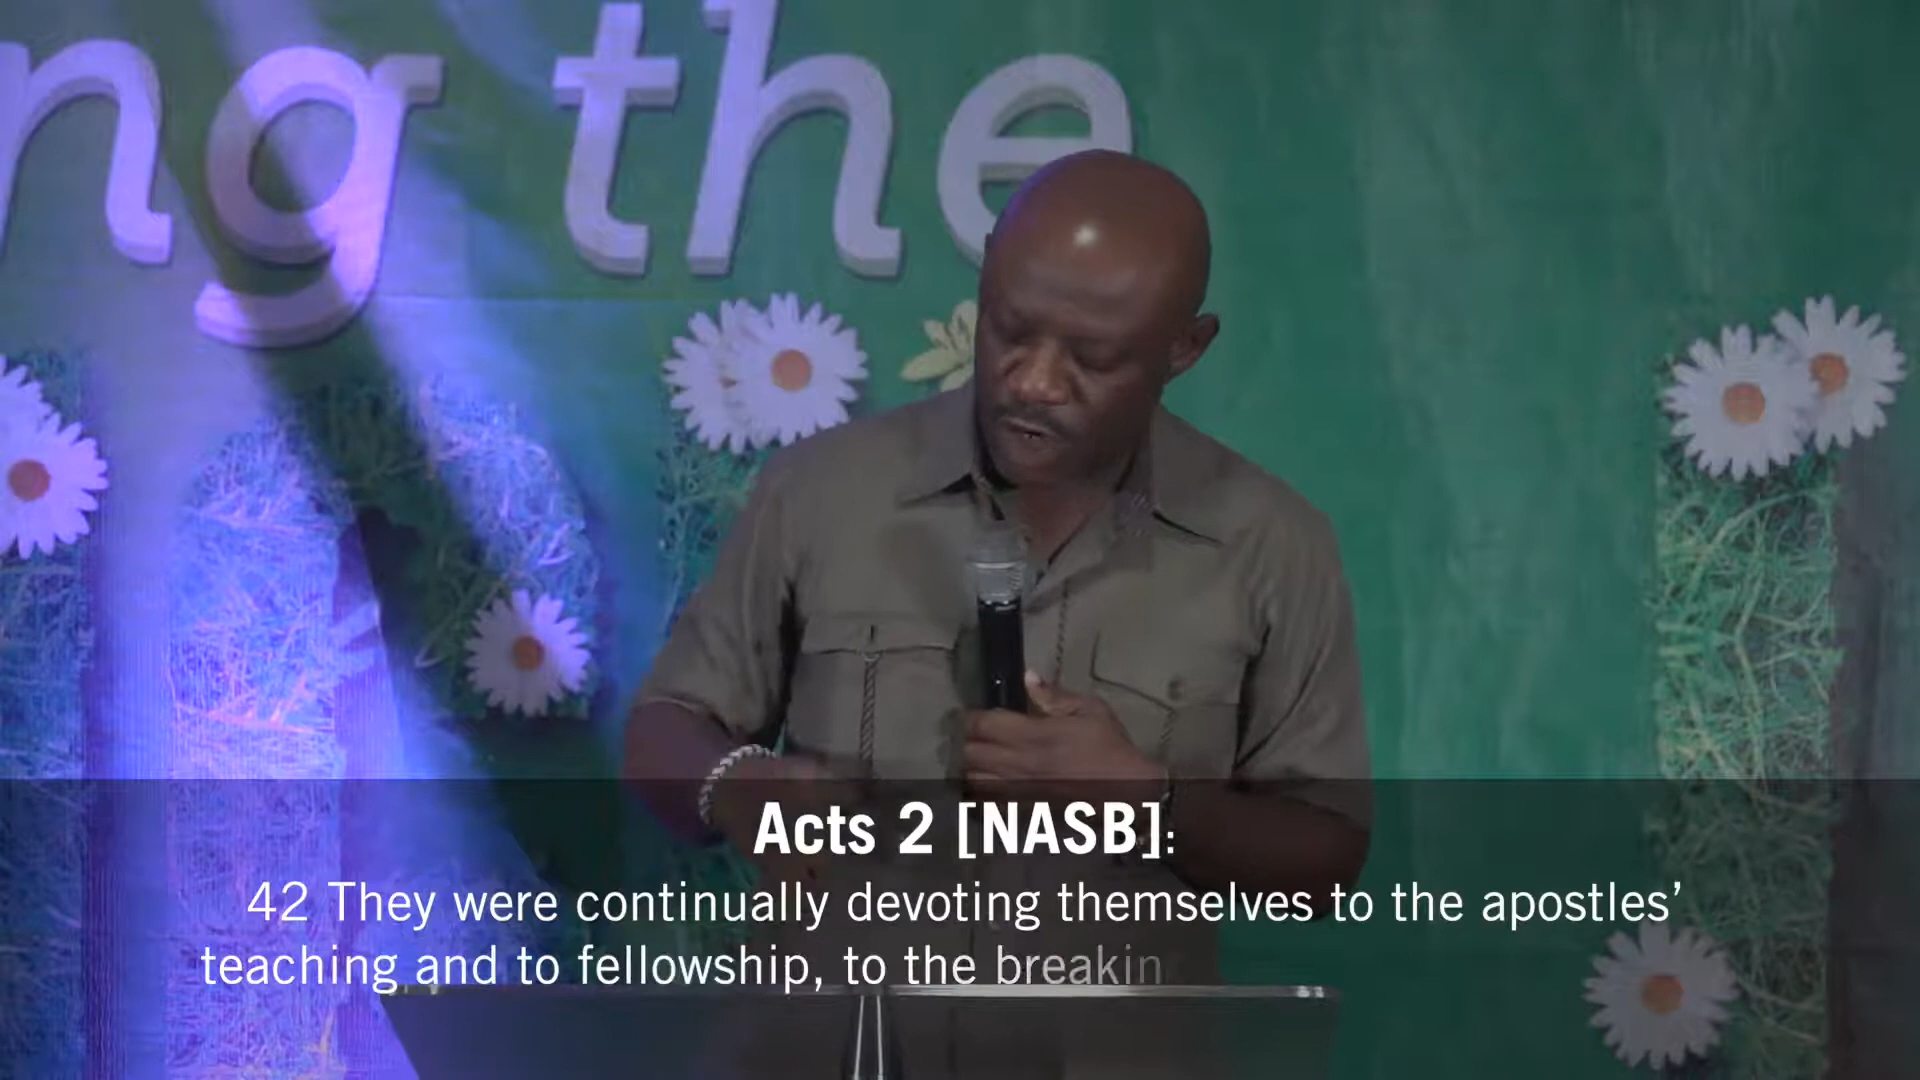 ng the
Acts 2 [NASB]:
42 They were continually devoting themselves to the apostles’
teaching and to fellowship, to the breakin